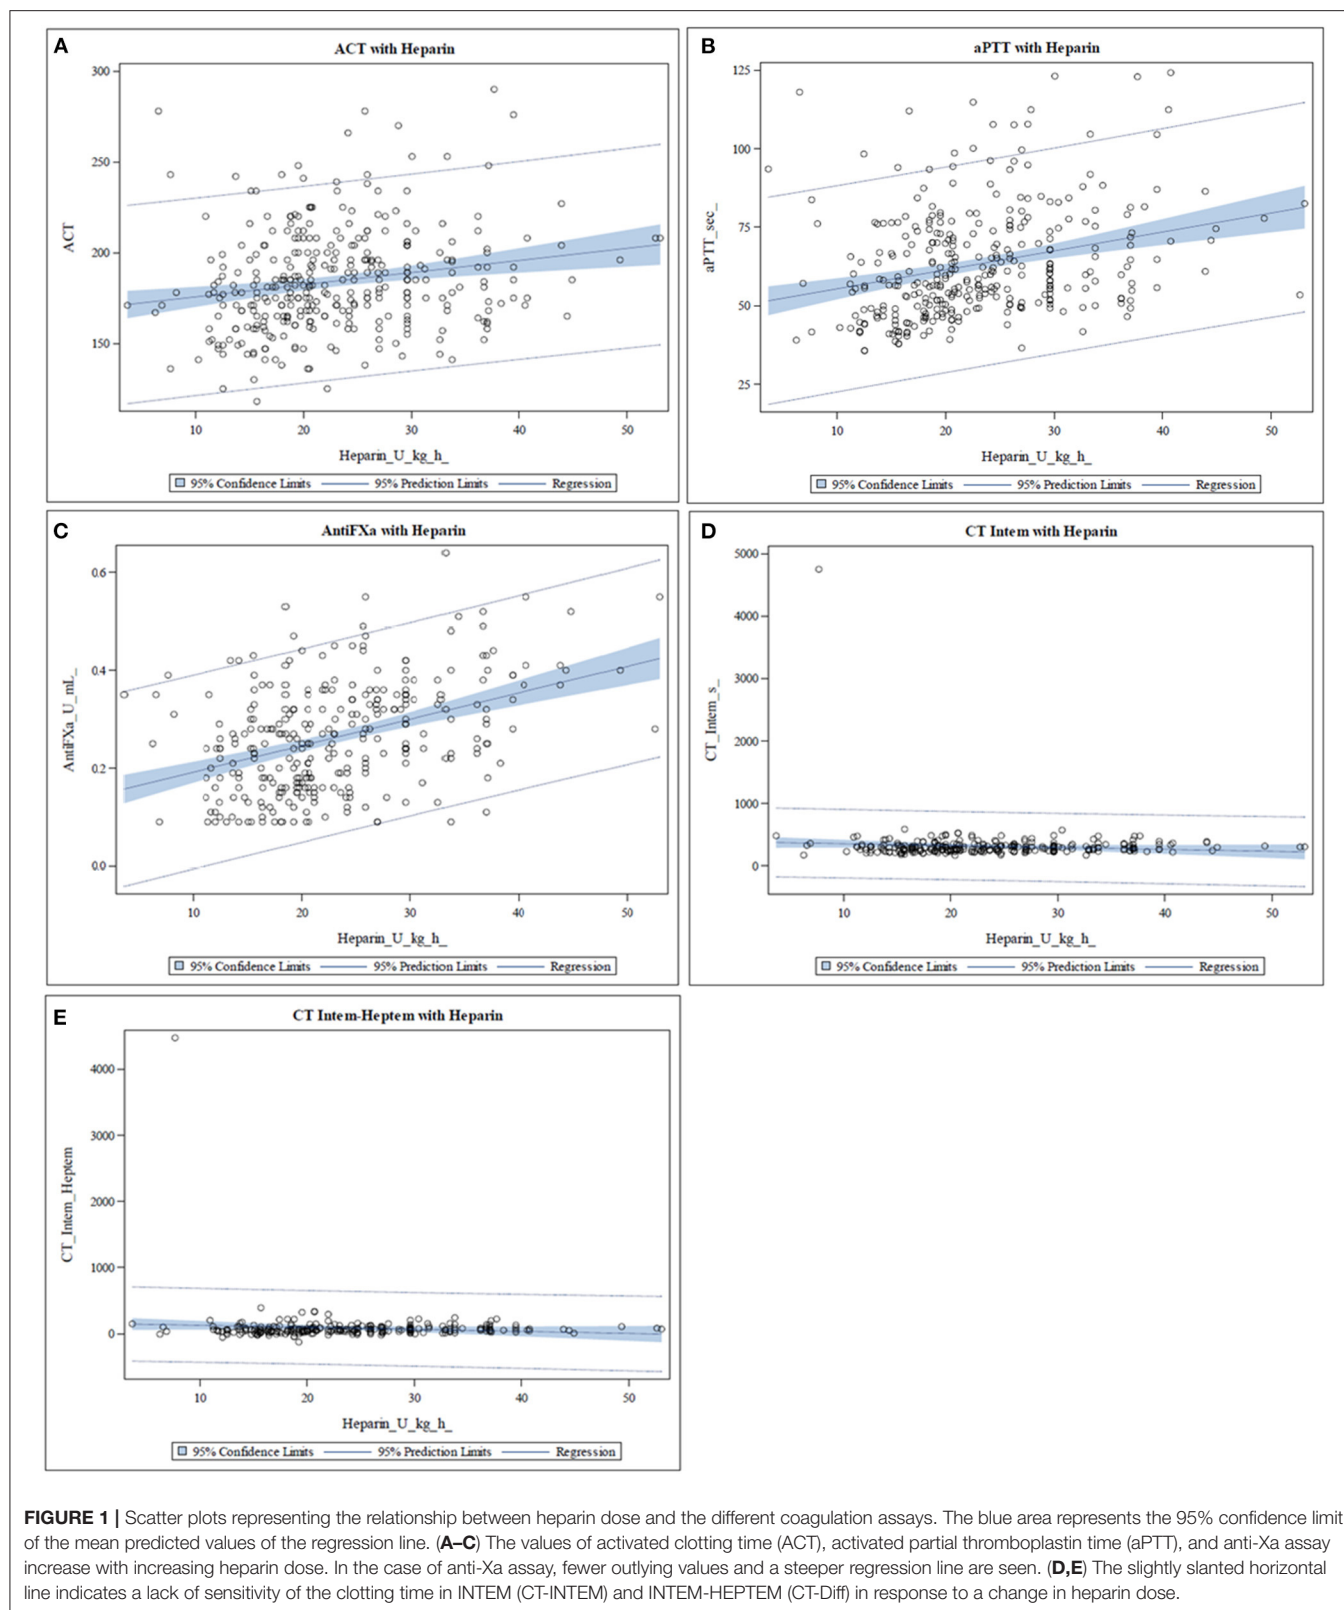 A
ACT with Heparin
300
250
200
150
ACT
10 20 30 40 50
Heparin_U_kg_h_
95% Confidence Limits 95% Prediction Limits Regression
B
aPTT with Heparin
125
100
75
50
25
aPTT_sec_
10 20 30 40 50
Heparin_U_kg_h_
95% Confidence Limits 95% Prediction Limits Regression
C
AntiFXa with Heparin
0.6
0.4
0.2
0.0
AntiFXa_U_mL_
10 20 30 40 50
Heparin_U_kg_h_
95% Confidence Limits 95% Prediction Limits Regression
D
CT Intem with Heparin
5000
4000
3000
2000
1000
0
CT_Intem_s_
10 20 30 40 50
Heparin_U_kg_h_
95% Confidence Limits 95% Prediction Limits Regression
E
CT Intem-Heptem with Heparin
4000
3000
2000
1000
0
CT_Intem_Heptem
10 20 30 40 50
Heparin_U_kg_h_
95% Confidence Limits 95% Prediction Limits Regression
FIGURE 1 | Scatter plots representing the relationship between heparin dose and the different coagulation assays. The blue area represents the 95% confidence limit
of the mean predicted values of the regression line. (A–C) The values of activated clotting time (ACT), activated partial thromboplastin time (aPTT), and anti-Xa assay
increase with increasing heparin dose. In the case of anti-Xa assay, fewer outlying values and a steeper regression line are seen. (D,E) The slightly slanted horizontal
line indicates a lack of sensitivity of the clotting time in INTEM (CT-INTEM) and INTEM-HEPTEM (CT-Diff) in response to a change in heparin dose.